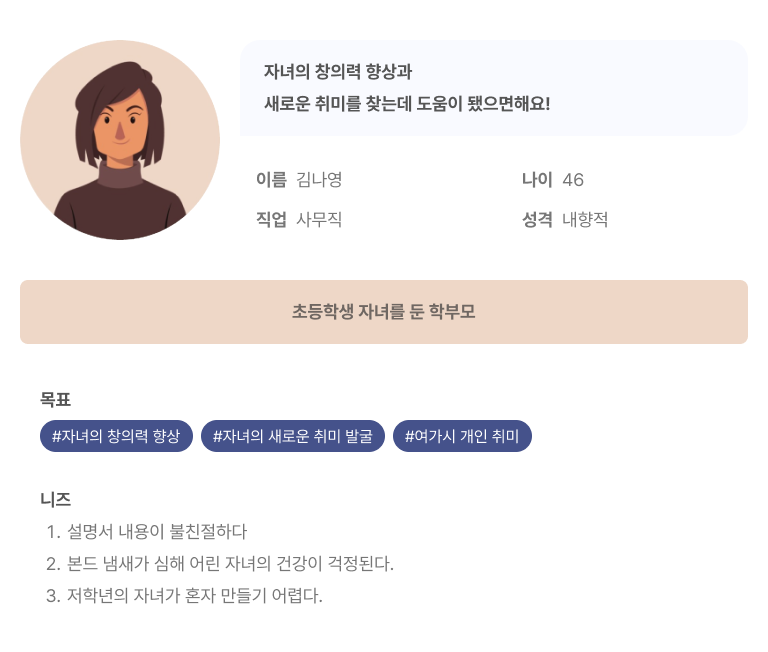 자녀의 창의력 향상과
새로운 취미를 찾는데 도움이 됐으면해요!
이름 김나영
나이 46
직업 사무직
성격 내향적
초등학생 자녀를 둔 학부모
목표
#자녀의 창의력 향상 #자녀의 새로운 취미 발굴 #여가시 개인 취미
니즈
1. 설명서 내용이 불친절하다
2. 본드 냄새가 심해 어린 자녀의 건강이 걱정된다.
3. 저학년의 자녀가 혼자 만들기 어렵다.